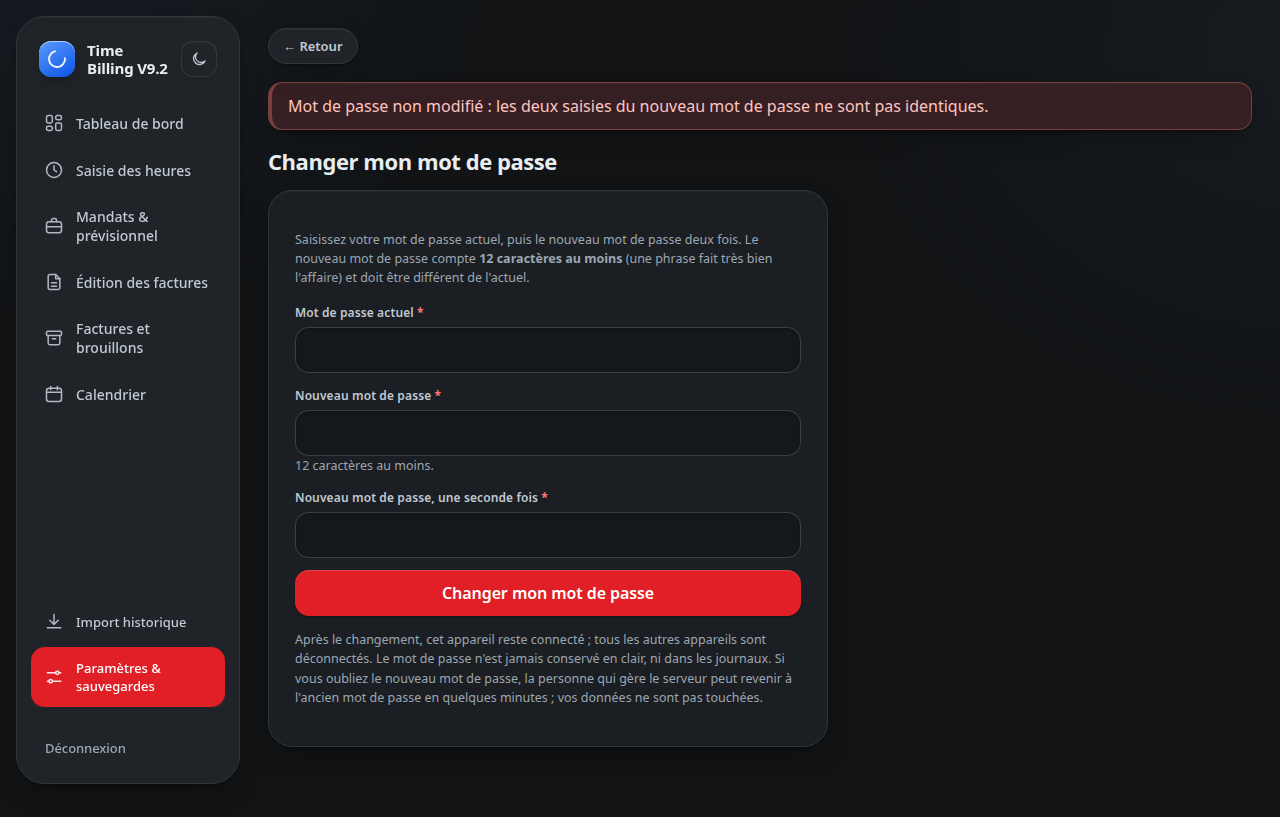 Time
Billing V9.2
Tableau de bord
Saisie des heures
Mandats &
prévisionnel
Édition des factures
Factures et
brouillons
Calendrier
Import historique
Paramètres &
sauvegardes
Déconnexion
← Retour
Mot de passe non modifié : les deux saisies du nouveau mot de passe ne sont pas identiques.
Changer mon mot de passe
Saisissez votre mot de passe actuel, puis le nouveau mot de passe deux fois. Le
nouveau mot de passe compte 12 caractères au moins (une phrase fait très bien
l'affaire) et doit être différent de l'actuel.
Mot de passe actuel *
Nouveau mot de passe *
12 caractères au moins.
Nouveau mot de passe, une seconde fois *
Changer mon mot de passe
Après le changement, cet appareil reste connecté ; tous les autres appareils sont
déconnectés. Le mot de passe n'est jamais conservé en clair, ni dans les journaux. Si
vous oubliez le nouveau mot de passe, la personne qui gère le serveur peut revenir à
l'ancien mot de passe en quelques minutes ; vos données ne sont pas touchées.